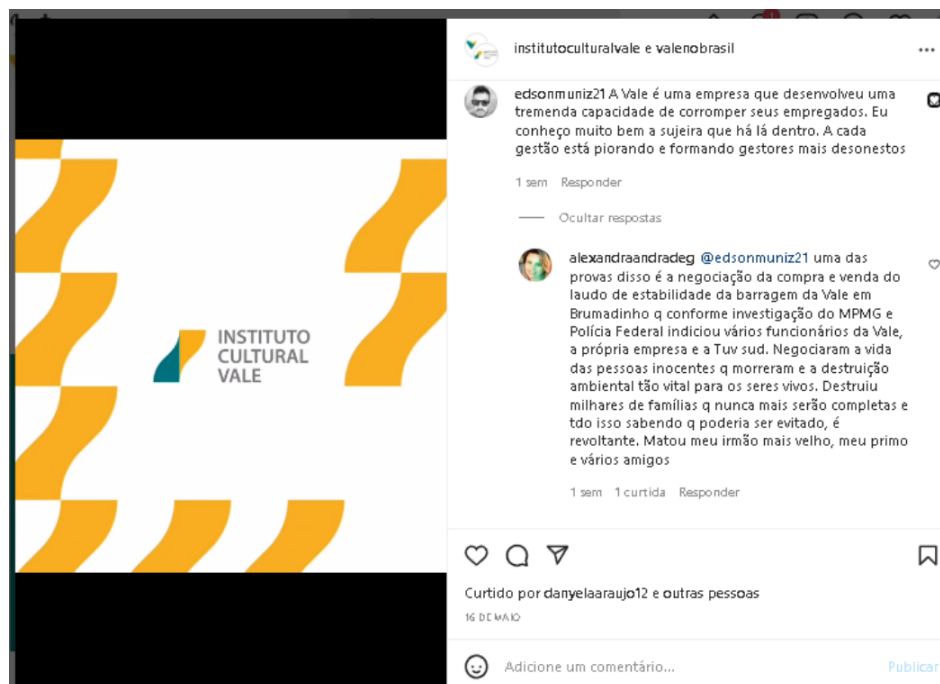 INSTITUTO
CULTURAL
VALE
institutoculturalvale e valenobrasil
edsonmuniz21 A Vale é uma empresa que desenvolveu uma
tremenda capacidade de corromper seus empregados. Eu
conheço muito bem a sujeira que há lá dentro. A cada
gestão está piorando e formando gestores mais desonestos
1 sem Responder
Ocultar respostas
alexandraandradeg @edsonmuniz21 uma das
provas disso é a negociação da compra e venda do
laudo de estabilidade da barragem da Vale em
Brumadinho q conforme investigação do MPMG e
Polícia Federal indiciou vários funcionários da Vale,
a própria empresa e a Tuv sud. Negociaram a vida
das pessoas inocentes q morreram e a destruição
ambiental tão vital para os seres vivos. Destruiu
milhares de famílias q nunca mais serão completas e
tdo isso sabendo q poderia ser evitado, é
revoltante. Matou meu irmão mais velho, meu primo
e vários amigos
1 sem 1 curtida Responder
Curtido por danyelaaraujo12 e outras pessoas
16 DE MAIO
Adicione um comentário... Publicar